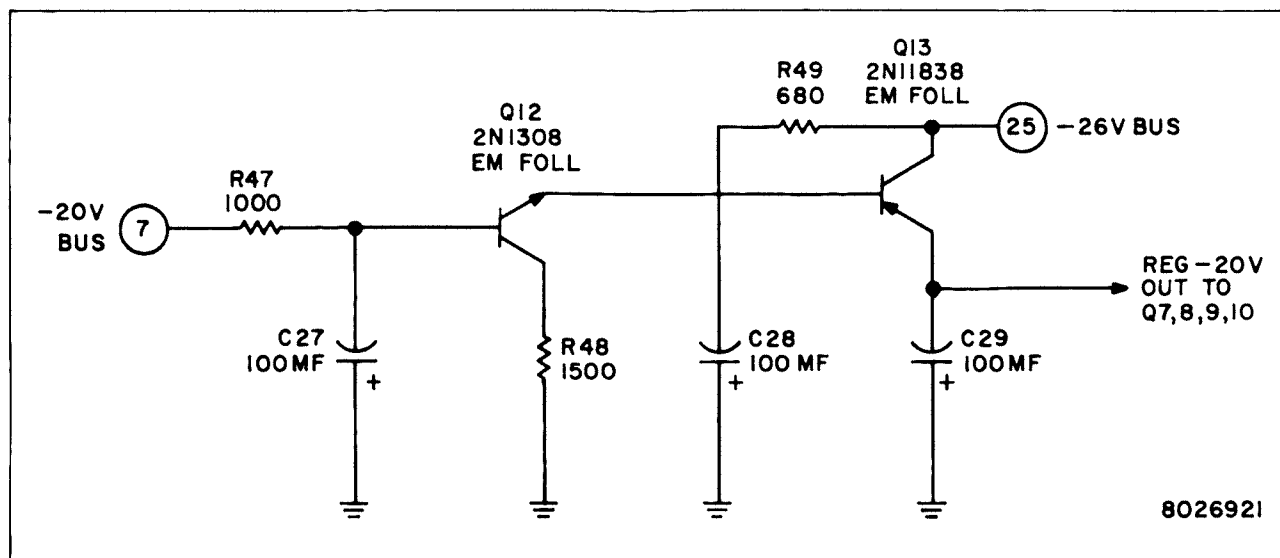 Q13
2N11838
EM FOLL
R49
680
25
-26V BUS
Q12
2N1308
EM FOLL
R47
1000
-20V
BUS
7
REG -20V
OUT TO
Q7,8,9,10
C27
100MF
+
R48
1500
C28
100 MF
+
C29
100MF
+
8026921